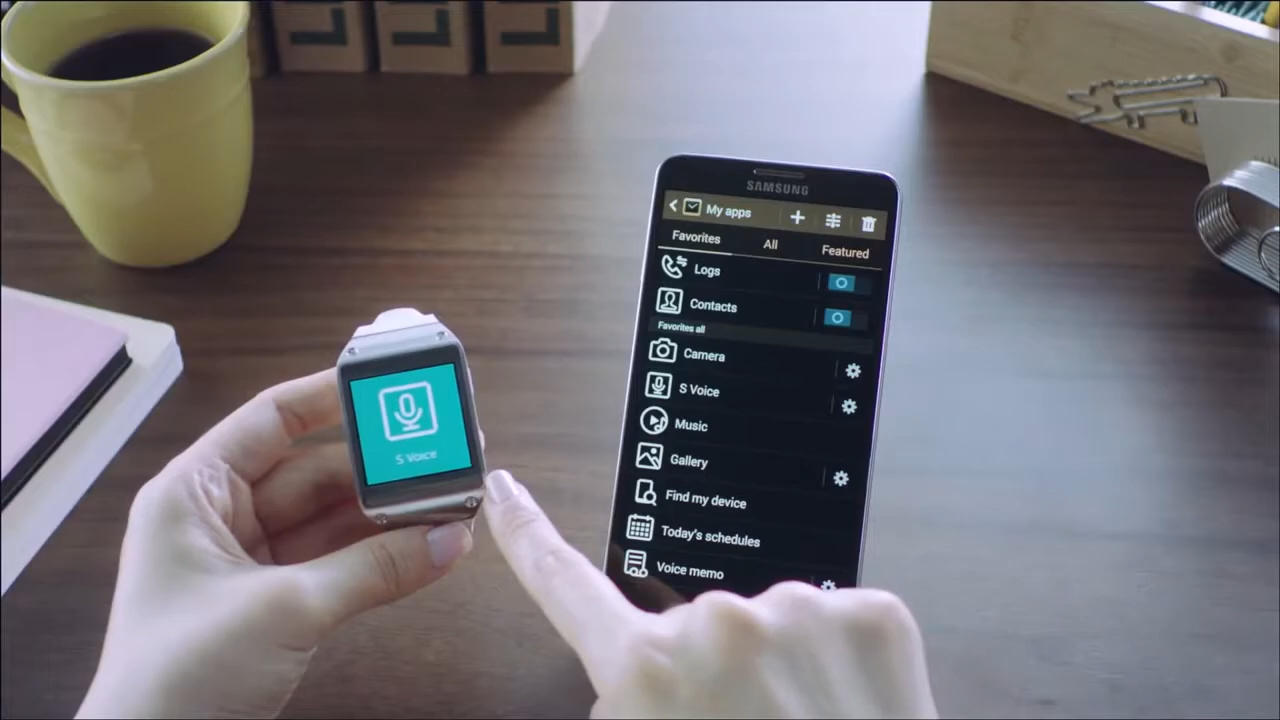 SAMSUNG
My apps
Favorites All Featured
Logs
Contacts
Favorites all
Camera
S Voice
Music
Gallery
Find my device
Today's schedules
Voice memo
S Voice